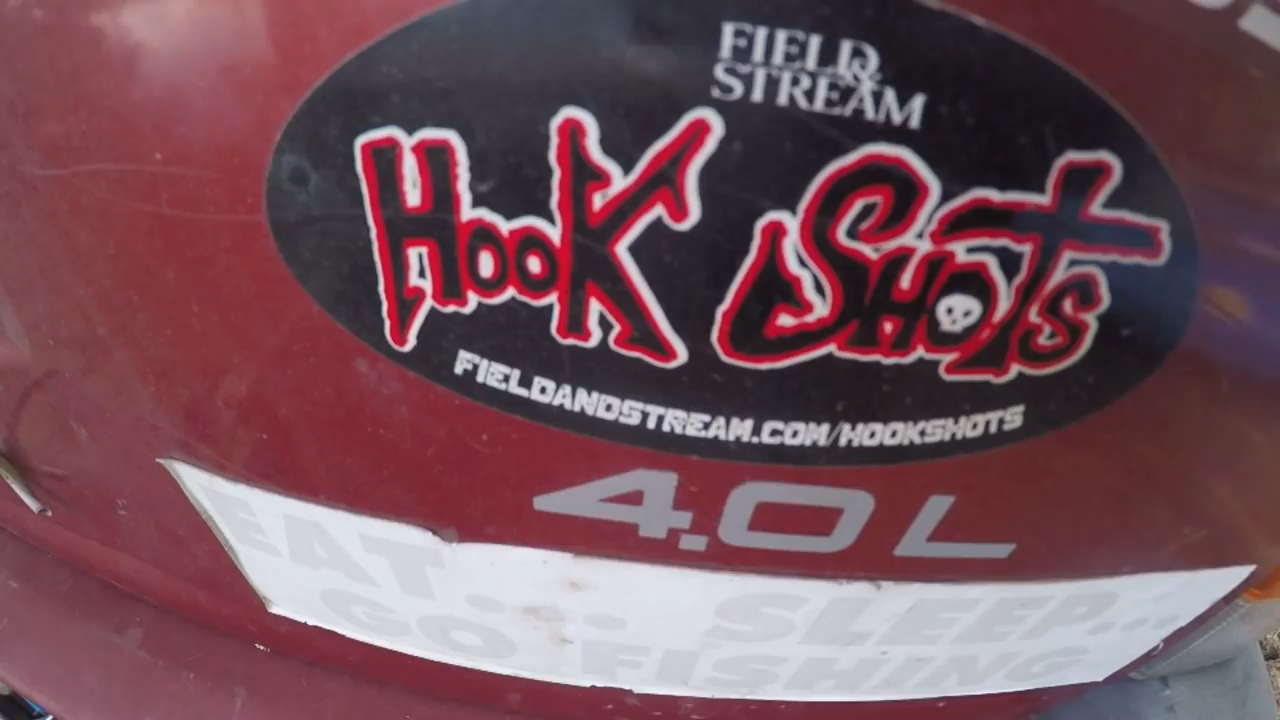 FIELD &
STREAM
HOOK SHOTS
FIELDANDSTREAM.COM/HOOKSHOTS
4.0L
EAT... SLEEP...
GO FISHING